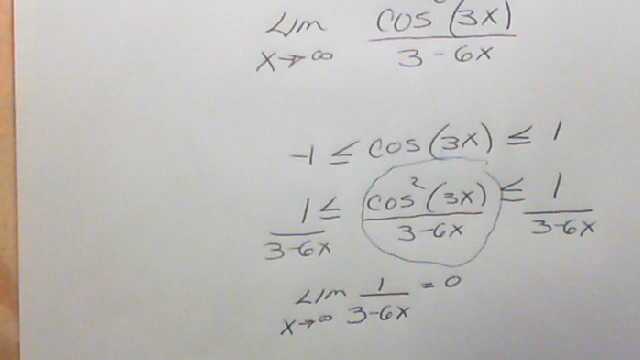 Lim x→∞ cos²(3x) / 3-6x
-1 ≤ cos(3x) ≤ 1
1 / 3-6x ≤ cos²(3x) / 3-6x ≤ 1 / 3-6x
Lim x→∞ 1 / 3-6x = 0